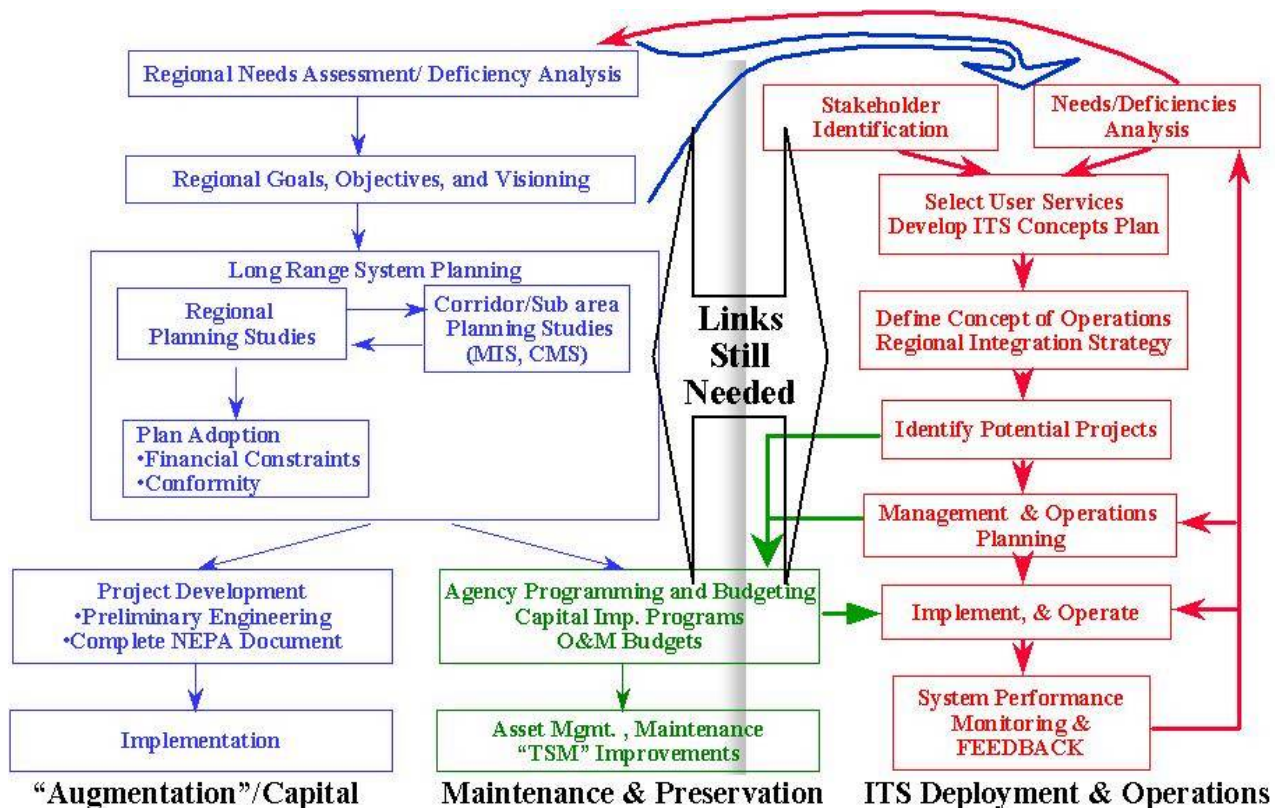 Regional Needs Assessment/ Deficiency Analysis
Regional Goals, Objectives, and Visioning
Long Range System Planning
Regional
Planning Studies
Corridor/Sub area
Planning Studies
(MIS, CMS)
Plan Adoption
•Financial Constraints
•Conformity
Project Development
•Preliminary Engineering
•Complete NEPA Document
Implementation
"Augmentation"/Capital
Links
Still
Needed
Agency Programming and Budgeting
Capital Imp. Programs
O&M Budgets
Asset Mgmt. , Maintenance
"TSM" Improvements
Maintenance & Preservation
Stakeholder
Identification
Needs/Deficiencies
Analysis
Select User Services
Develop ITS Concepts Plan
Define Concept of Operations
Regional Integration Strategy
Identify Potential Projects
Management & Operations
Planning
Implement, & Operate
System Performance
Monitoring &
FEEDBACK
ITS Deployment & Operations